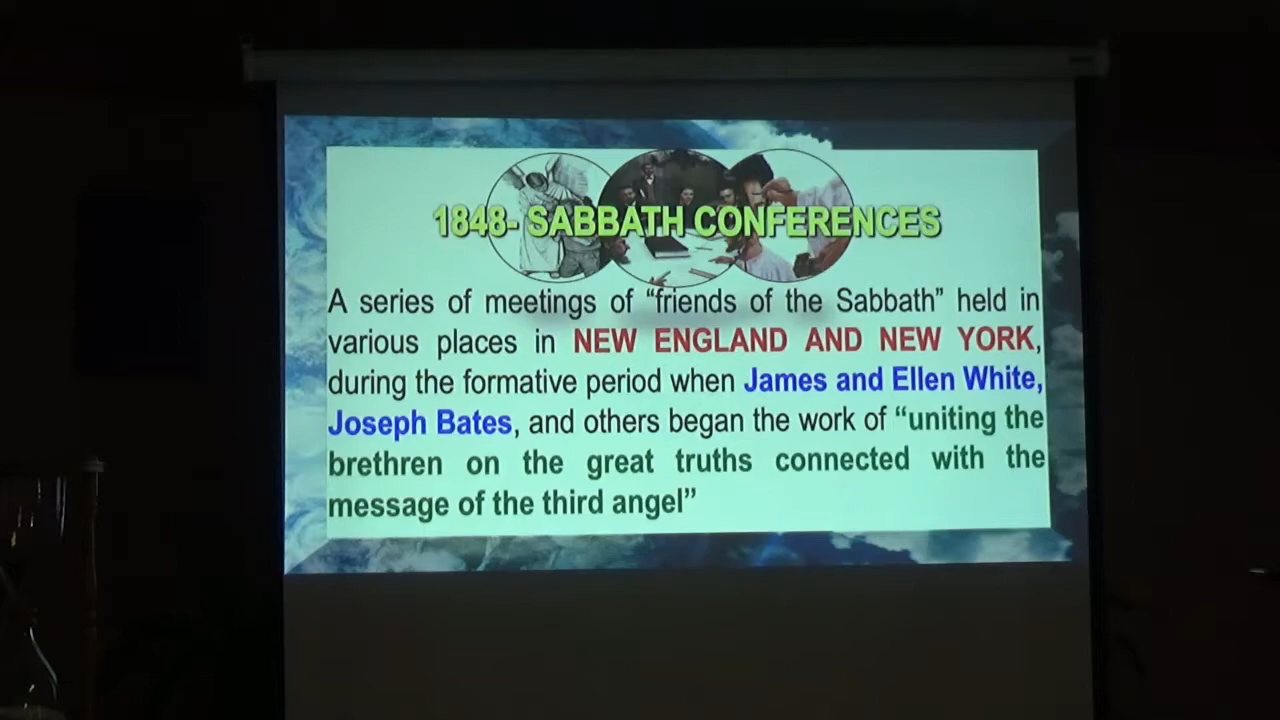 1848- SABBATH CONFERENCES
A series of meetings of “friends of the Sabbath” held in
various places in NEW ENGLAND AND NEW YORK,
during the formative period when James and Ellen White,
Joseph Bates, and others began the work of “uniting the
brethren on the great truths connected with the
message of the third angel”